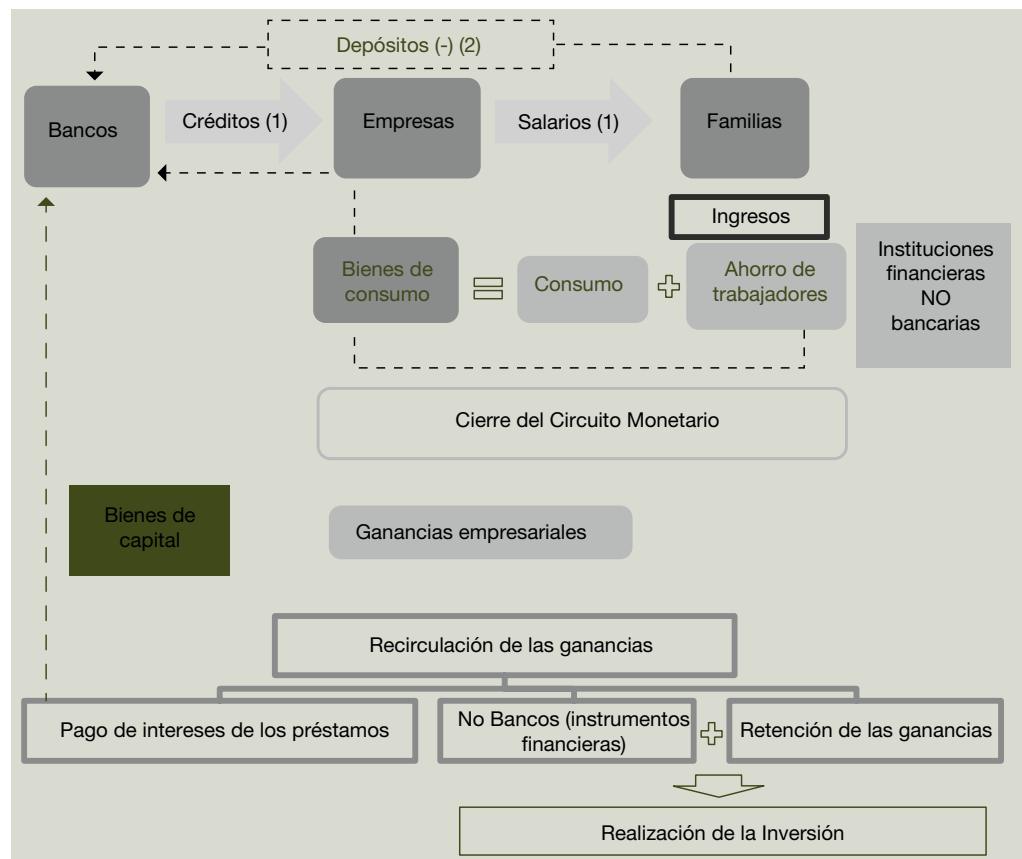 Depósitos (-) (2)
Bancos
Créditos (1)
Empresas
Salarios (1)
Familias
Ingresos
Bienes de
consumo
Consumo
Ahorro de
trabajadores
Instituciones
financieras
NO
bancarias
Cierre del Circuito Monetario
Bienes de
capital
Ganancias empresariales
Recirculación de las ganancias
Pago de intereses de los préstamos
No Bancos (instrumentos
financieras)
Retención de las ganancias
Realización de la Inversión